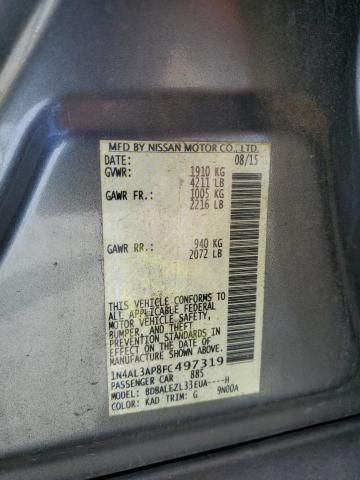 MFD BY NISSAN MOTOR CO., LTD.
DATE: 08/15
GVWR: 1910 KG
4211 LB
GAWR FR.: 1005 KG
2216 LB
GAWR RR.: 940 KG
2072 LB
THIS VEHICLE CONFORMS TO
ALL APPLICABLE FEDERAL
MOTOR VEHICLE SAFETY,
BUMPER, AND THEFT
PREVENTION STANDARDS IN
EFFECT ON THE DATE OF
MANUFACTURE SHOWN ABOVE.
1N4AL3AP8FC497319
PASSENGER CAR 885
MODEL: BDBALEZL33EUA----H
COLOR: KAD TRIM: G 9N00A